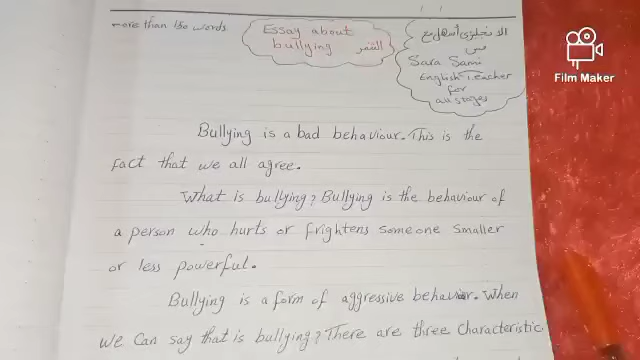 more than 150 words
Essay about
bullying التنمر
الإنجليزى أسهل مع
مس
Sara Sami
English Teacher
for
all stages
Film Maker
Bullying is a bad behaviour. This is the
fact that we all agree.
What is bullying? Bullying is the behaviour of
a person who hurts or frightens someone smaller
or less powerful.
Bullying is a form of aggressive behavior. When
we can say that is bullying? There are three characteristic